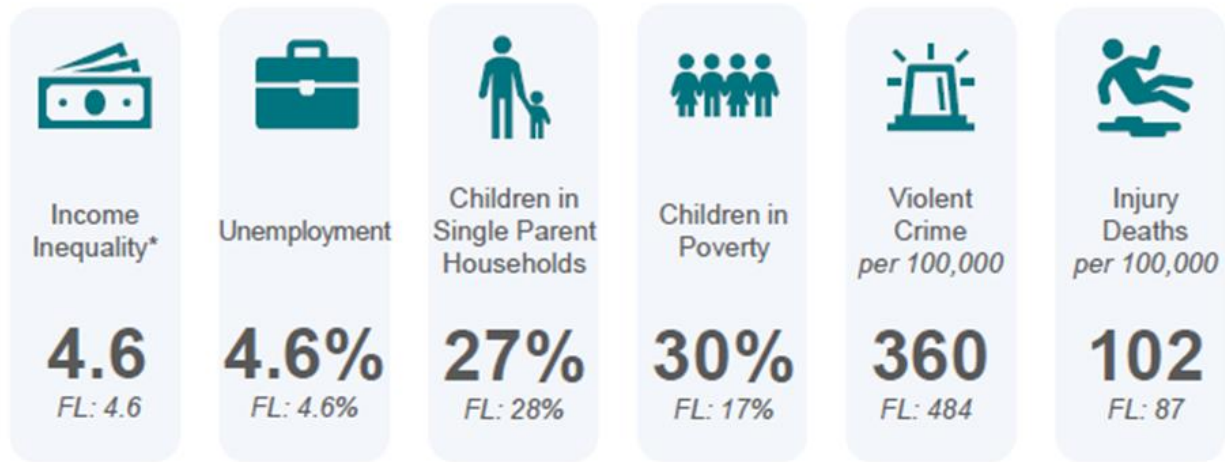 Income
Inequality*
4.6
FL: 4.6
Unemployment
4.6%
FL: 4.6%
Children in
Single Parent
Households
27%
FL: 28%
Children in
Poverty
30%
FL: 17%
Violent
Crime
per 100,000
360
FL: 484
Injury
Deaths
per 100,000
102
FL: 87